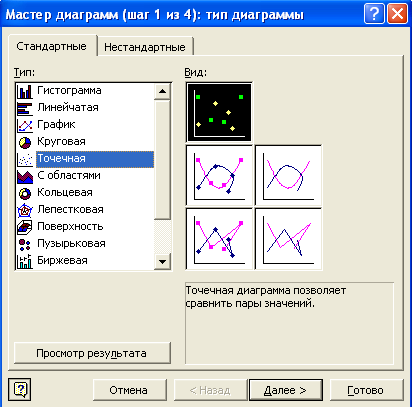 Мастер диаграмм (шаг 1 из 4): тип диаграммы
Стандартные
Нестандартные
Тип:
Гистограмма
Линейчатая
График
Круговая
Точечная
С областями
Кольцевая
Лепестковая
Поверхность
Пузырьковая
Биржевая
Вид:
Точечная диаграмма позволяет
сравнить пары значений.
Просмотр результата
Отмена
< Назад
Далее >
Готово